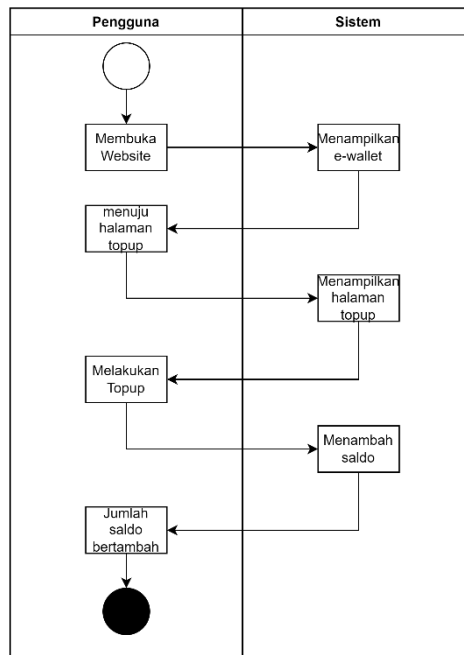 Pengguna
Sistem
Membuka
Website
Menampilkan
e-wallet
menuju
halaman
topup
Menampilkan
halaman
topup
Melakukan
Topup
Menambah
saldo
Jumlah
saldo
bertambah